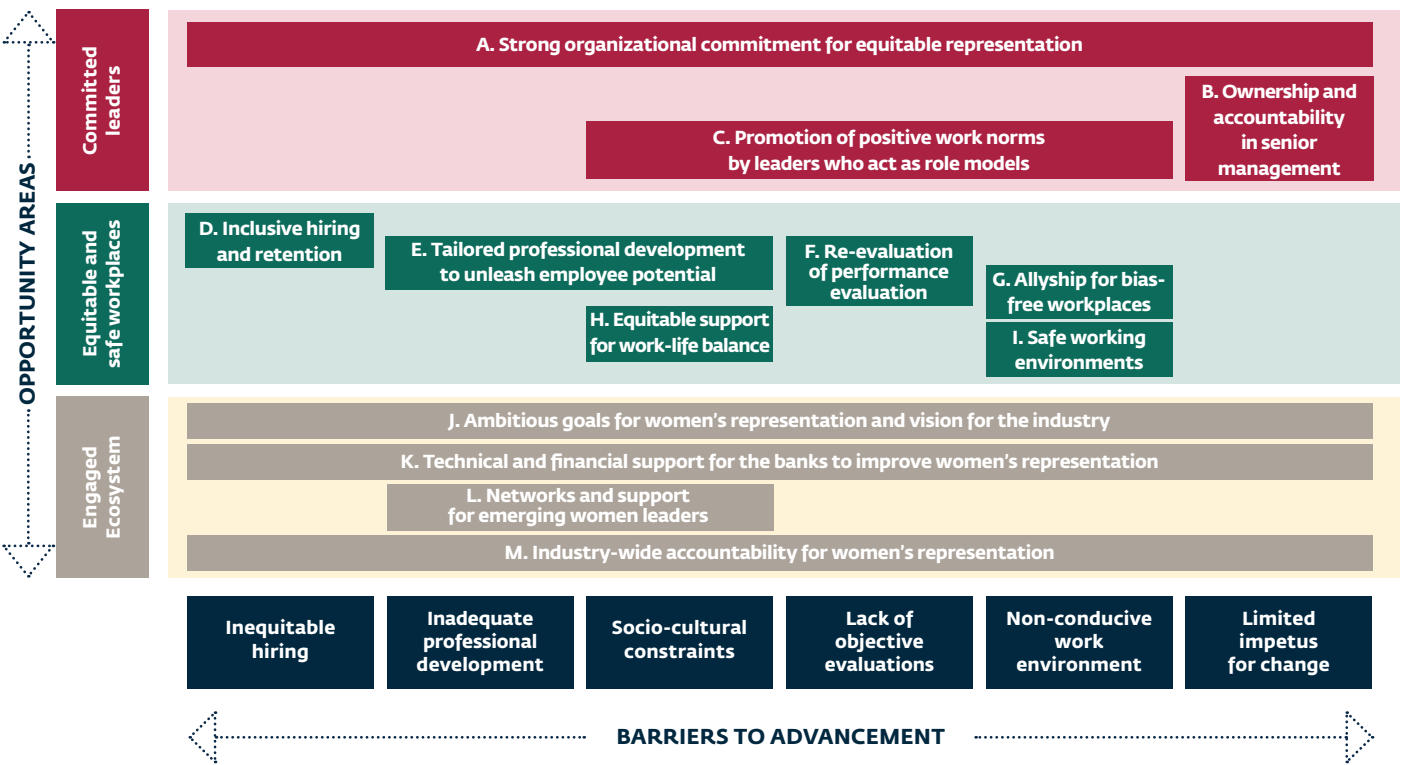 OPPORTUNITY AREAS
Committed
leaders
A. Strong organizational commitment for equitable representation
B. Ownership and
accountability
in senior
management
C. Promotion of positive work norms
by leaders who act as role models
Equitable and
safe workplaces
D. Inclusive hiring
and retention
E. Tailored professional development
to unleash employee potential
F. Re-evaluation
of performance
evaluation
G. Allyship for bias-
free workplaces
H. Equitable support
for work-life balance
I. Safe working
environments
Engaged
Ecosystem
J. Ambitious goals for women’s representation and vision for the industry
K. Technical and financial support for the banks to improve women’s representation
L. Networks and support
for emerging women leaders
M. Industry-wide accountability for women’s representation
Inequitable
hiring
Inadequate
professional
development
Socio-cultural
constraints
Lack of
objective
evaluations
Non-conducive
work
environment
Limited
impetus
for change
BARRIERS TO ADVANCEMENT